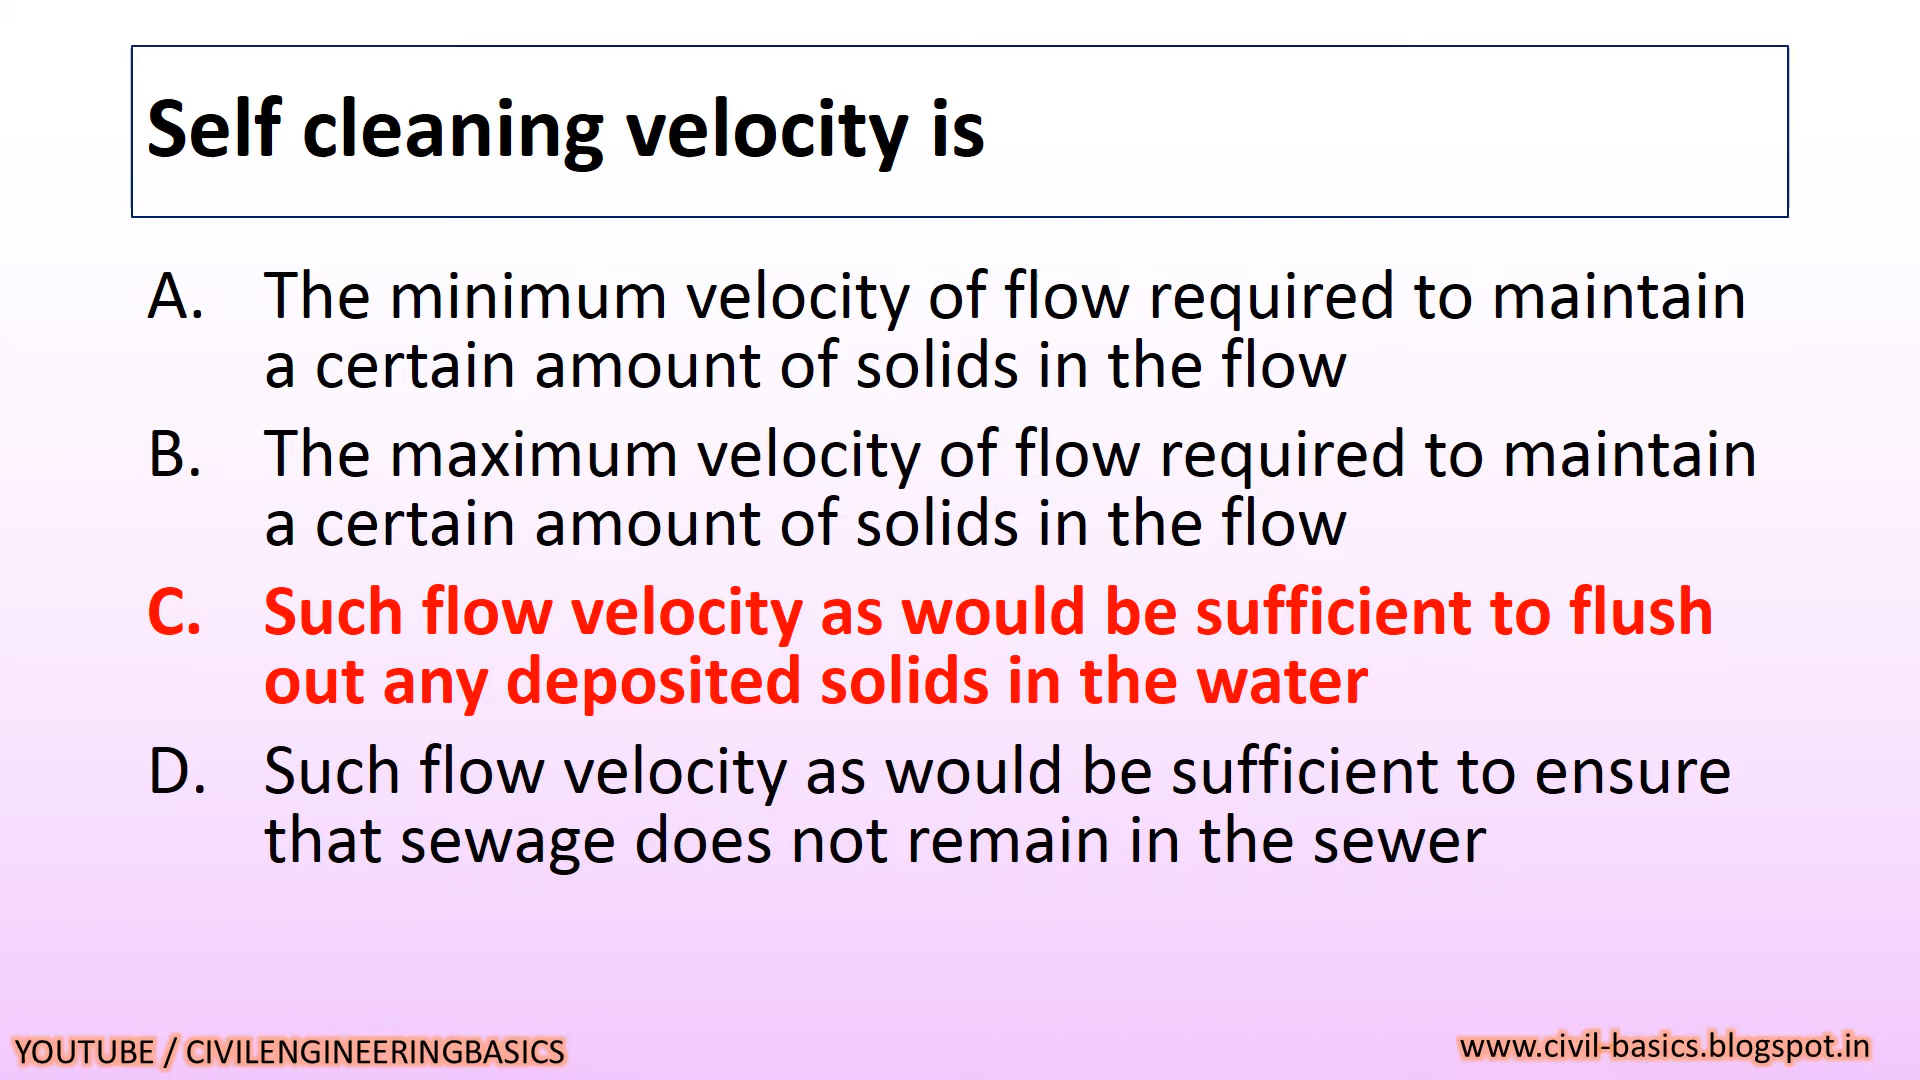 Self cleaning velocity is
A. The minimum velocity of flow required to maintain
a certain amount of solids in the flow
B. The maximum velocity of flow required to maintain
a certain amount of solids in the flow
C. Such flow velocity as would be sufficient to flush
out any deposited solids in the water
D. Such flow velocity as would be sufficient to ensure
that sewage does not remain in the sewer
YOUTUBE / CIVILENGINEERINGBASICS
www.civil-basics.blogspot.in